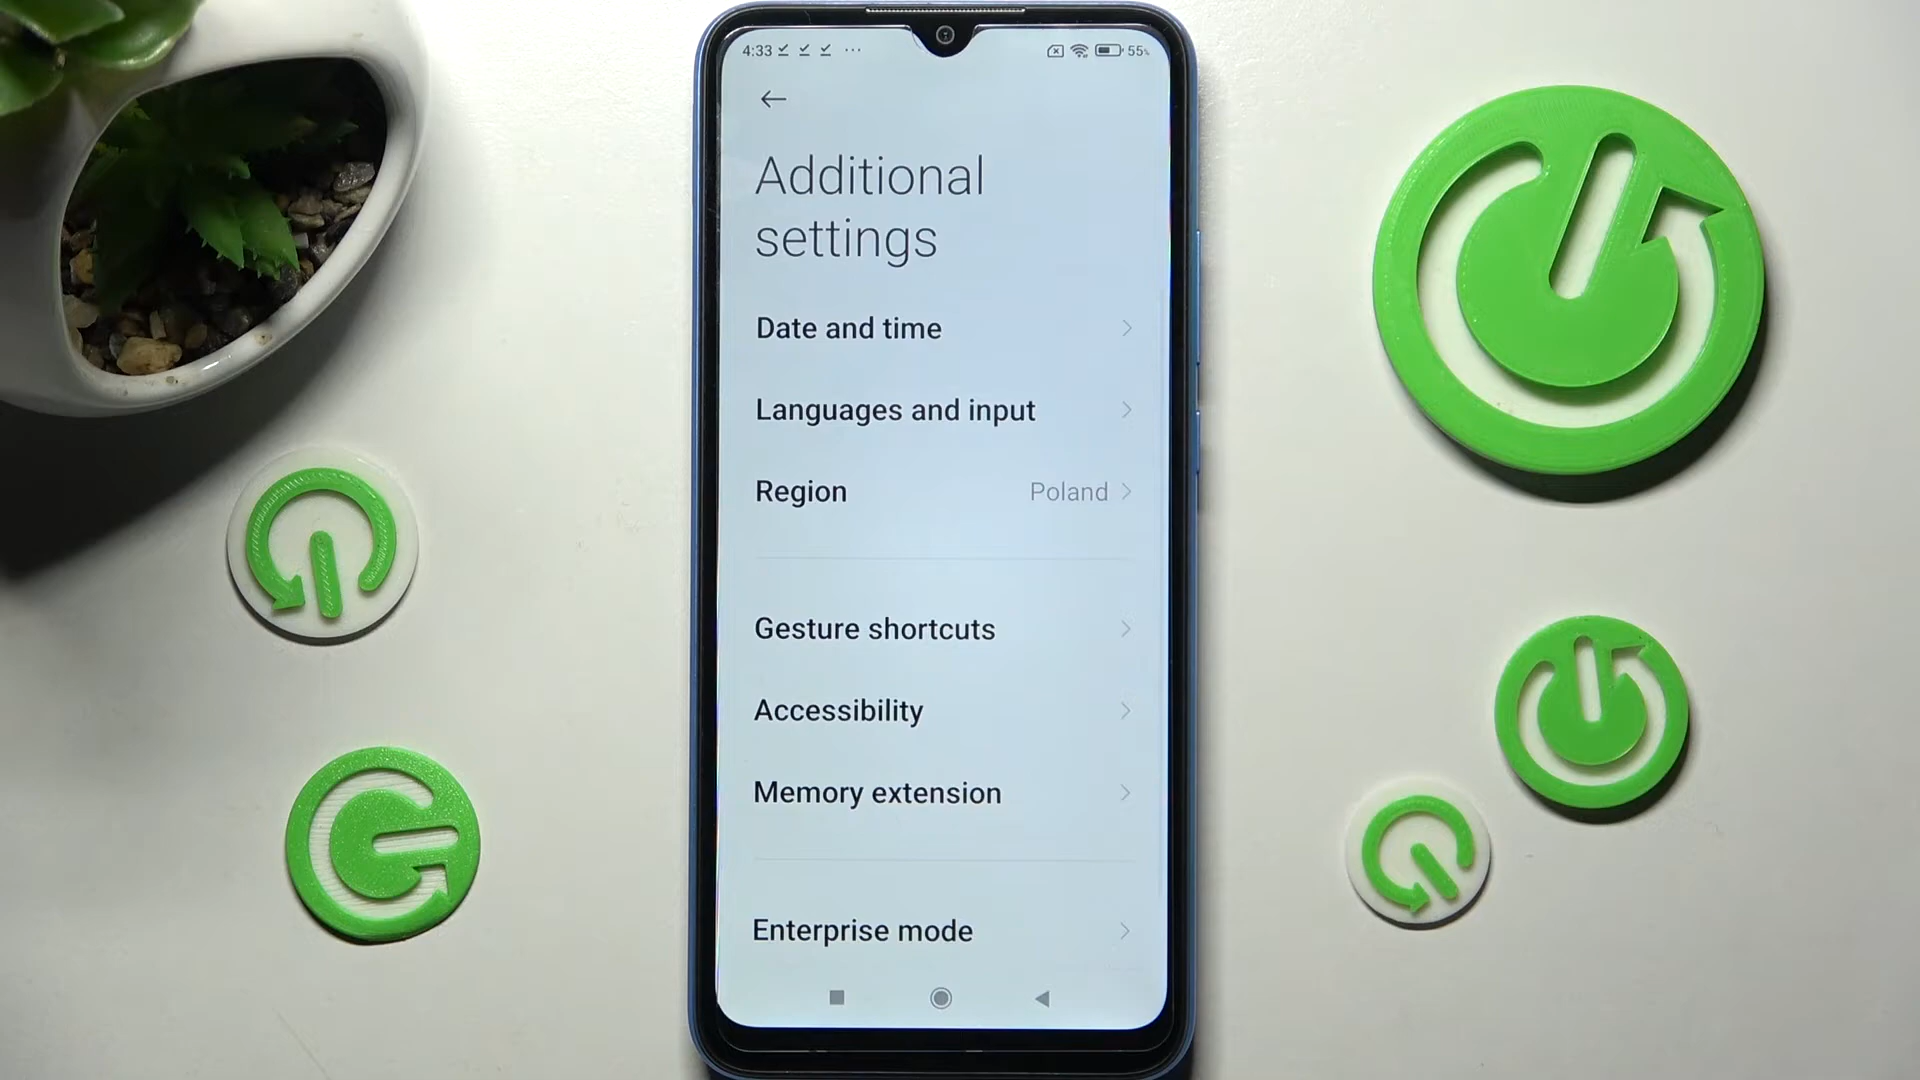 4:33 55%
Additional
settings
Date and time
Languages and input
Region Poland
Gesture shortcuts
Accessibility
Memory extension
Enterprise mode